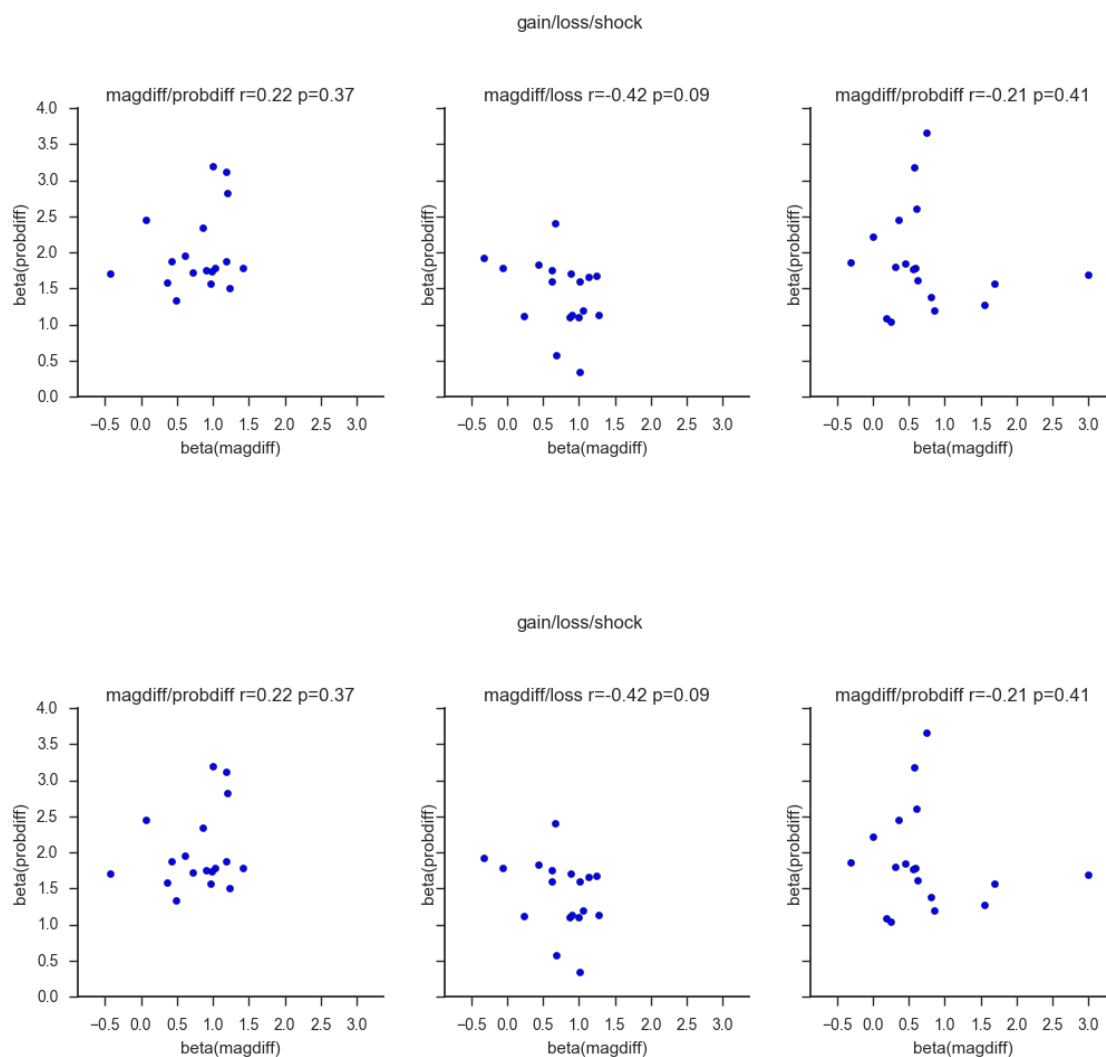 gain/loss/shock
magdiff/probdiff r=0.22 p=0.37 magdiff/loss r=-0.42 p=0.09 magdiff/probdiff r=-0.21 p=0.41
4.0
3.5
3.0
2.5
2.0
1.5
1.0
0.5
0.0
beta(probdiff) beta(probdiff) beta(probdiff)
−0.5 0.0 0.5 1.0 1.5 2.0 2.5 3.0 −0.5 0.0 0.5 1.0 1.5 2.0 2.5 3.0 −0.5 0.0 0.5 1.0 1.5 2.0 2.5 3.0
beta(magdiff) beta(magdiff) beta(magdiff)
gain/loss/shock
magdiff/probdiff r=0.22 p=0.37 magdiff/loss r=-0.42 p=0.09 magdiff/probdiff r=-0.21 p=0.41
4.0
3.5
3.0
2.5
2.0
1.5
1.0
0.5
0.0
beta(probdiff) beta(probdiff) beta(probdiff)
−0.5 0.0 0.5 1.0 1.5 2.0 2.5 3.0 −0.5 0.0 0.5 1.0 1.5 2.0 2.5 3.0 −0.5 0.0 0.5 1.0 1.5 2.0 2.5 3.0
beta(magdiff) beta(magdiff) beta(magdiff)